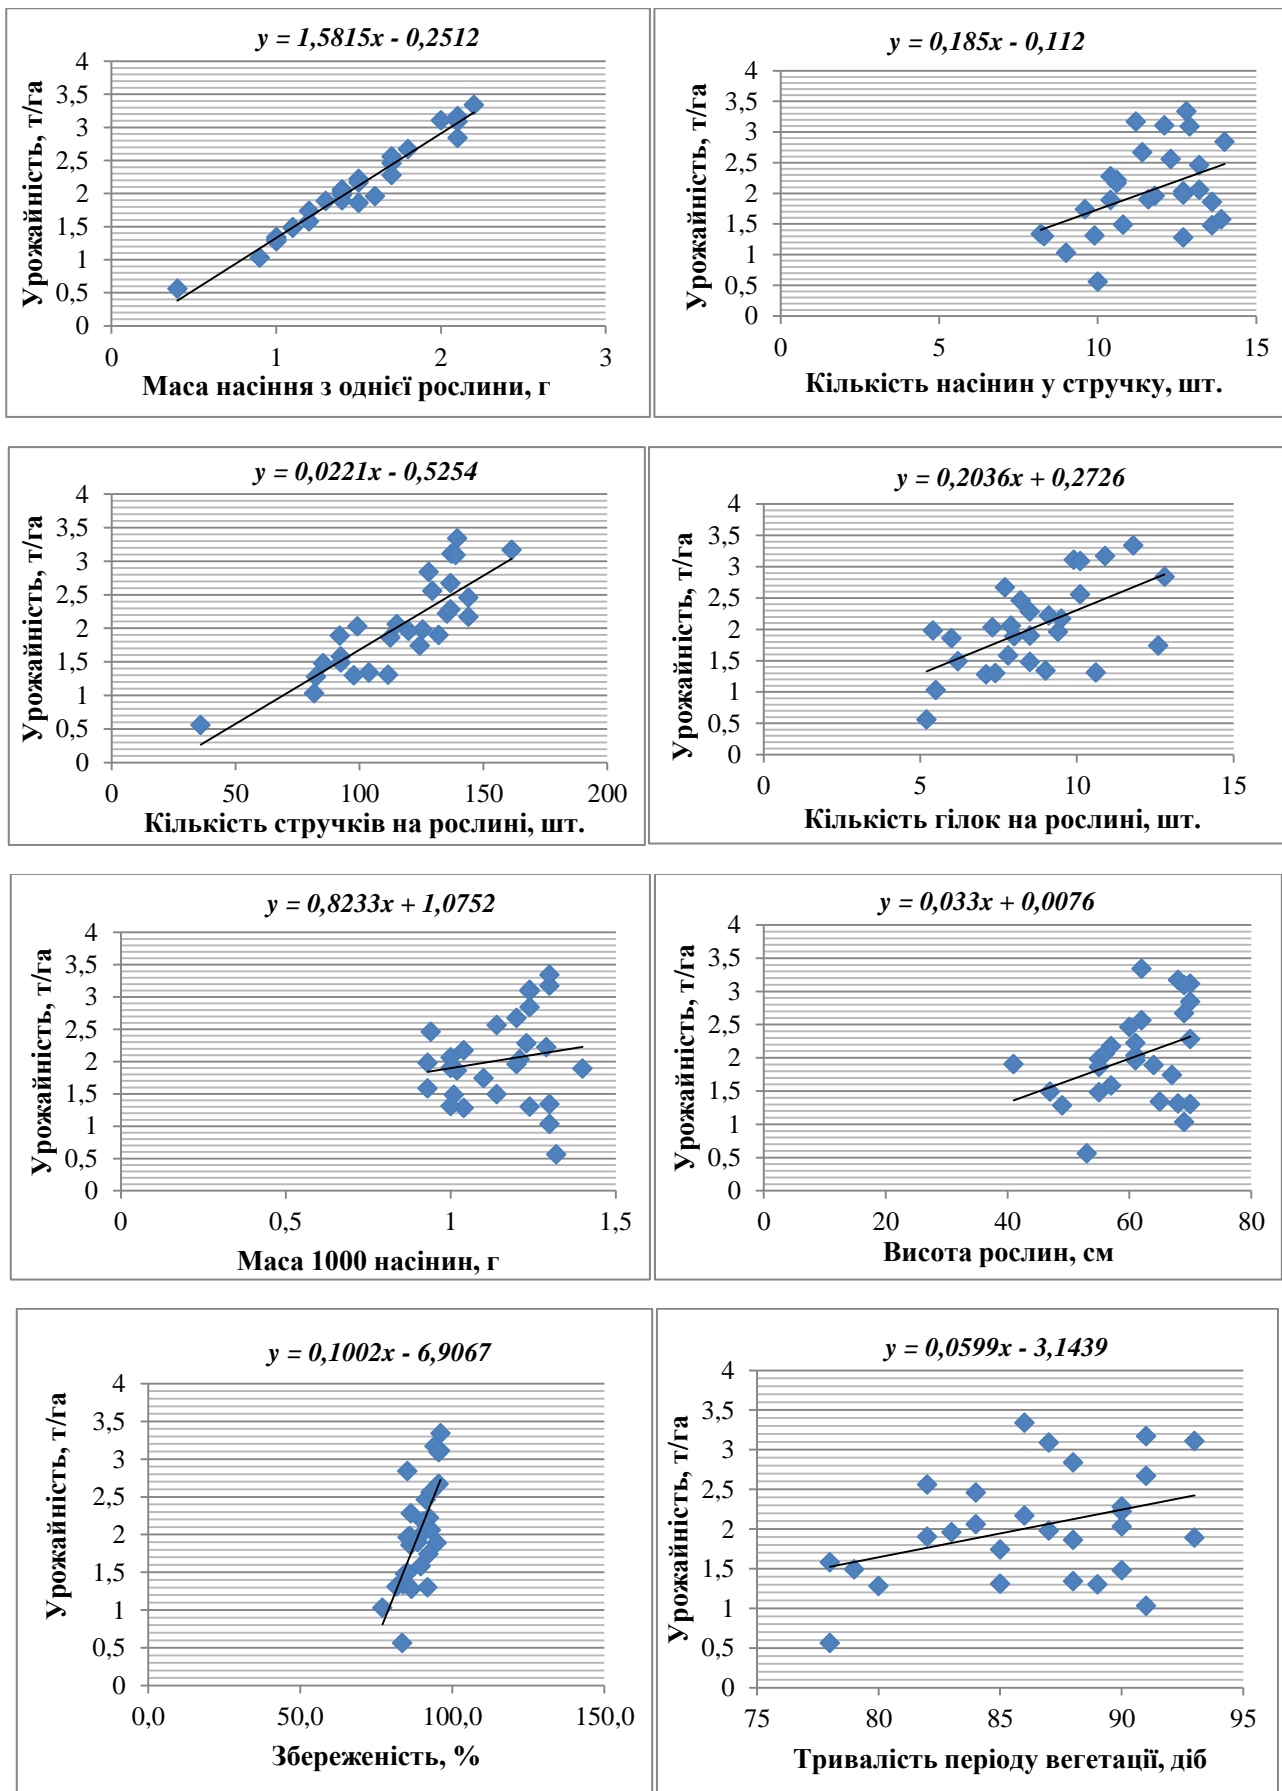 y = 1,5815x - 0,2512
Урожайність, т/га
4
3,5
3
2,5
2
1,5
1
0,5
0
0 1 2 3
Маса насіння з однієї рослини, г
y = 0,185x - 0,112
Урожайність, т/га
4
3,5
3
2,5
2
1,5
1
0,5
0
0 5 10 15
Кількість насінин у стручку, шт.
y = 0,0221x - 0,5254
Урожайність, т/га
4
3,5
3
2,5
2
1,5
1
0,5
0
0 50 100 150 200
Кількість стручків на рослині, шт.
y = 0,2036x + 0,2726
Урожайність, т/га
4
3,5
3
2,5
2
1,5
1
0,5
0
0 5 10 15
Кількість гілок на рослині, шт.
y = 0,8233x + 1,0752
Урожайність, т/га
4
3,5
3
2,5
2
1,5
1
0,5
0
0 0,5 1 1,5
Маса 1000 насінин, г
y = 0,033x + 0,0076
Урожайність, т/га
4
3,5
3
2,5
2
1,5
1
0,5
0
0 20 40 60 80
Висота рослин, см
y = 0,1002x - 6,9067
Урожайність, т/га
4
3,5
3
2,5
2
1,5
1
0,5
0
0,0 50,0 100,0 150,0
Збереженість, %
y = 0,0599x - 3,1439
Урожайність, т/га
4
3,5
3
2,5
2
1,5
1
0,5
0
75 80 85 90 95
Тривалість періоду вегетації, діб